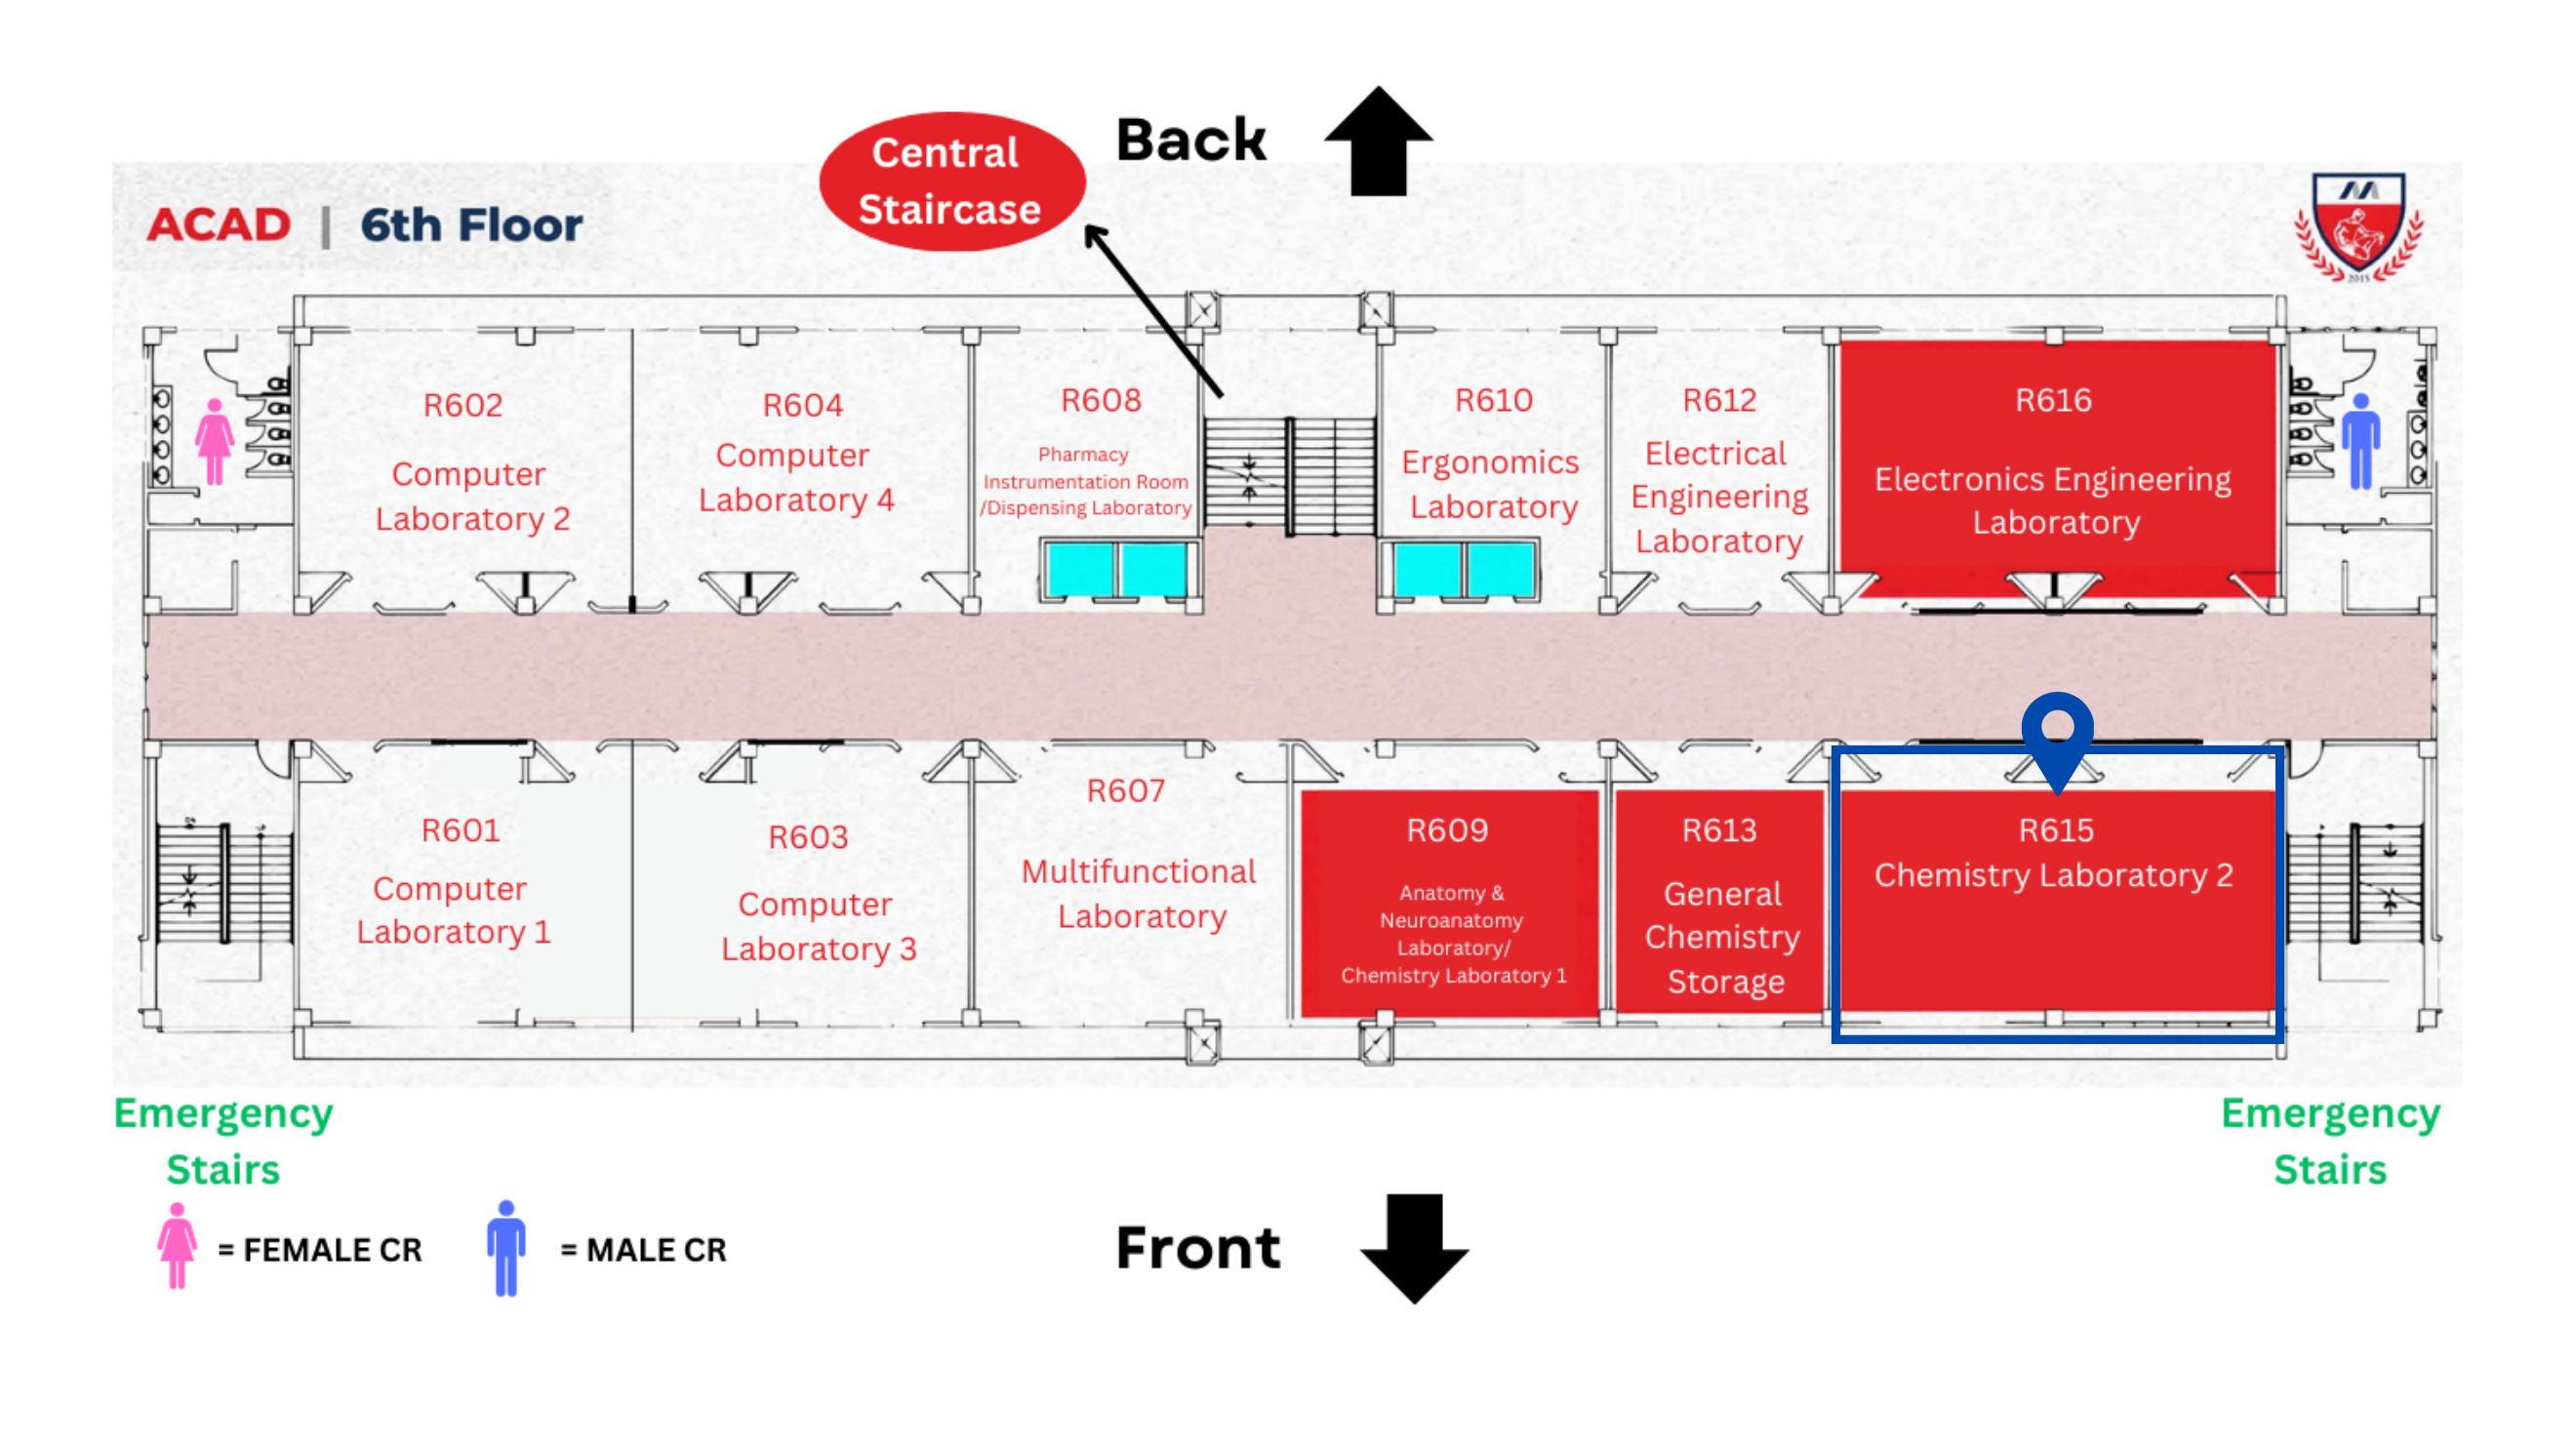 Central
Staircase
Back
ACAD | 6th Floor
2015
R602
Computer
Laboratory 2
R604
Computer
Laboratory 4
R608
Pharmacy
Instrumentation Room
/Dispensing Laboratory
R610
Ergonomics
Laboratory
R612
Electrical
Engineering
Laboratory
R616
Electronics Engineering
Laboratory
R601
Computer
Laboratory 1
R603
Computer
Laboratory 3
R607
Multifunctional
Laboratory
R609
Anatomy &
Neuroanatomy
Laboratory/
Chemistry Laboratory 1
R613
General
Chemistry
Storage
R615
Chemistry Laboratory 2
Emergency
Stairs
Emergency
Stairs
= FEMALE CR
= MALE CR
Front